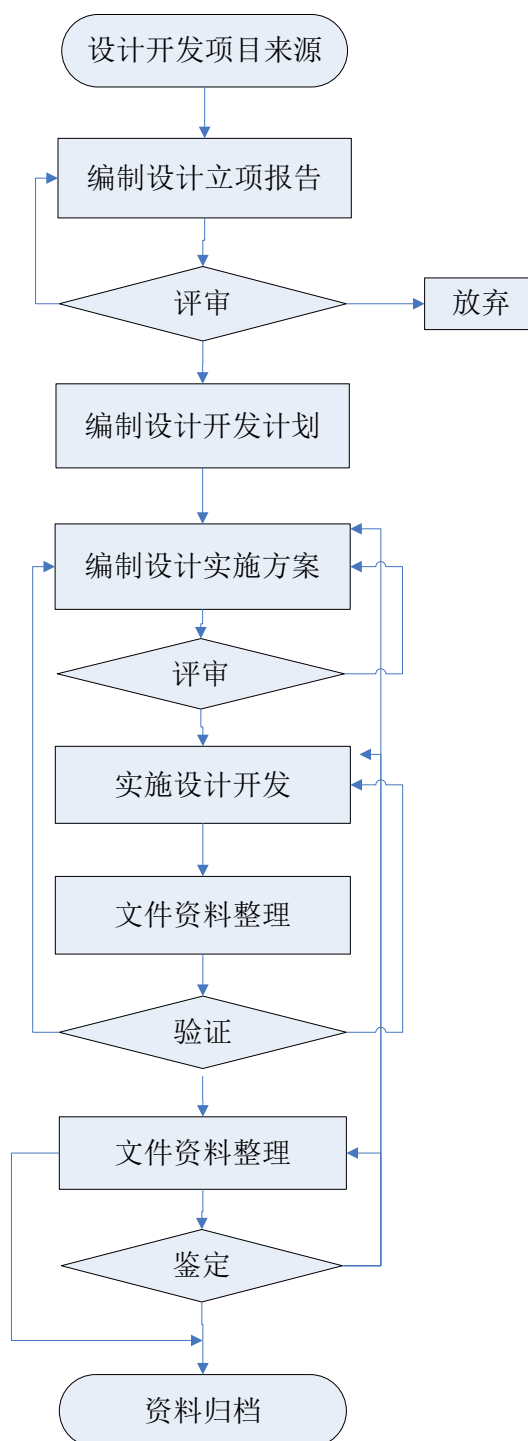 设计开发项目来源
编制设计立项报告
评审
放弃
编制设计开发计划
编制设计实施方案
评审
实施设计开发
文件资料整理
验证
文件资料整理
鉴定
资料归档